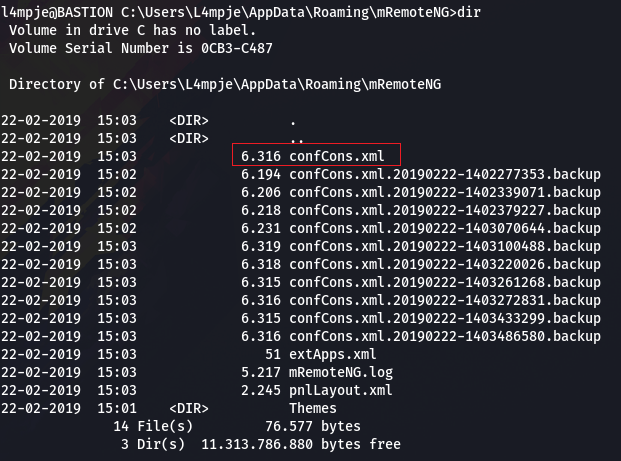 l4mpje@BASTION C:\Users\L4mpje\AppData\Roaming\mRemoteNG>dir
Volume in drive C has no label.
Volume Serial Number is 0CB3-C487
Directory of C:\Users\L4mpje\AppData\Roaming\mRemoteNG
22-02-2019  15:03    <DIR>          .
22-02-2019  15:03    <DIR>          ..
22-02-2019  15:03             6.316 confCons.xml
22-02-2019  15:02             6.194 confCons.xml.20190222-1402277353.backup
22-02-2019  15:02             6.206 confCons.xml.20190222-1402339071.backup
22-02-2019  15:02             6.218 confCons.xml.20190222-1402379227.backup
22-02-2019  15:02             6.231 confCons.xml.20190222-1403070644.backup
22-02-2019  15:03             6.319 confCons.xml.20190222-1403100488.backup
22-02-2019  15:03             6.318 confCons.xml.20190222-1403220026.backup
22-02-2019  15:03             6.315 confCons.xml.20190222-1403261268.backup
22-02-2019  15:03             6.316 confCons.xml.20190222-1403272831.backup
22-02-2019  15:03             6.315 confCons.xml.20190222-1403433299.backup
22-02-2019  15:03             6.316 confCons.xml.20190222-1403486580.backup
22-02-2019  15:03                51 extApps.xml
22-02-2019  15:03             5.217 mRemoteNG.log
22-02-2019  15:03             2.245 pnlLayout.xml
22-02-2019  15:01    <DIR>          Themes
14 File(s)         76.577 bytes
3 Dir(s)  11.313.786.880 bytes free